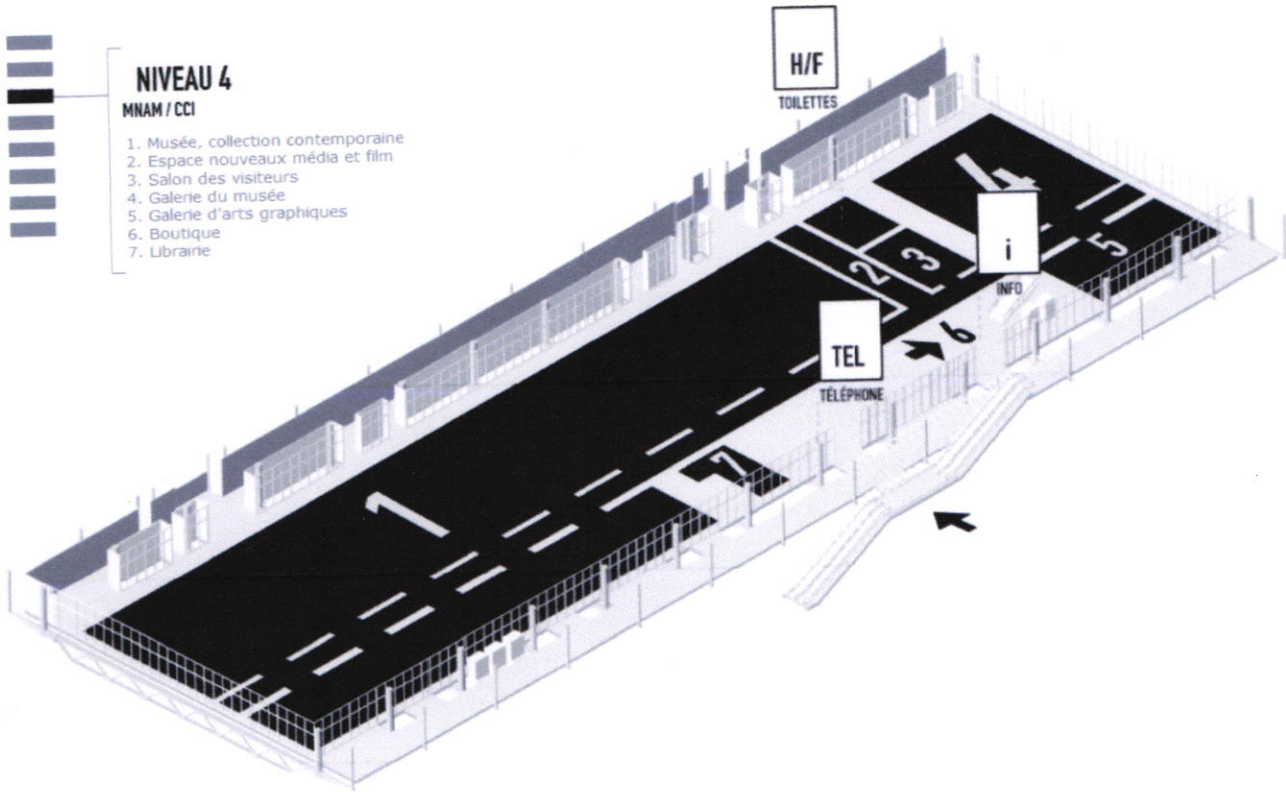 NIVEAU 4
MNAM / CCI
1. Musée, collection contemporaine
2. Espace nouveaux média et film
3. Salon des visiteurs
4. Galerie du musée
5. Galerie d'arts graphiques
6. Boutique
7. Librairie
H/F
TOILETTES
4
i
INFO
5
3
2
TEL
TÉLÉPHONE
6
7
1